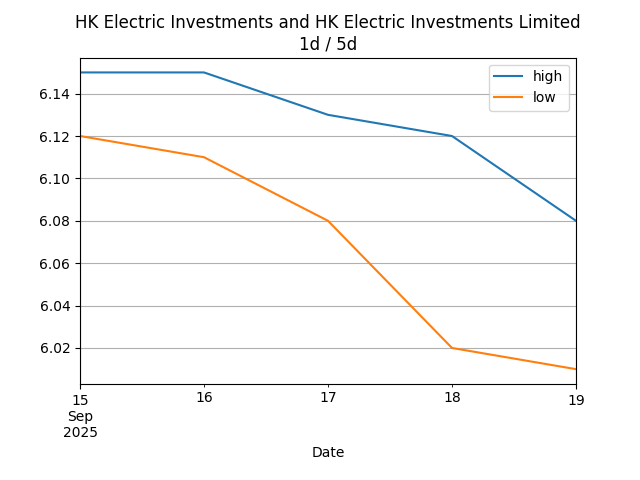 HK Electric Investments and HK Electric Investments Limited
1d / 5d
high
low
6.14
6.12
6.10
6.08
6.06
6.04
6.02
15 16 17 18 19
Sep
2025
Date